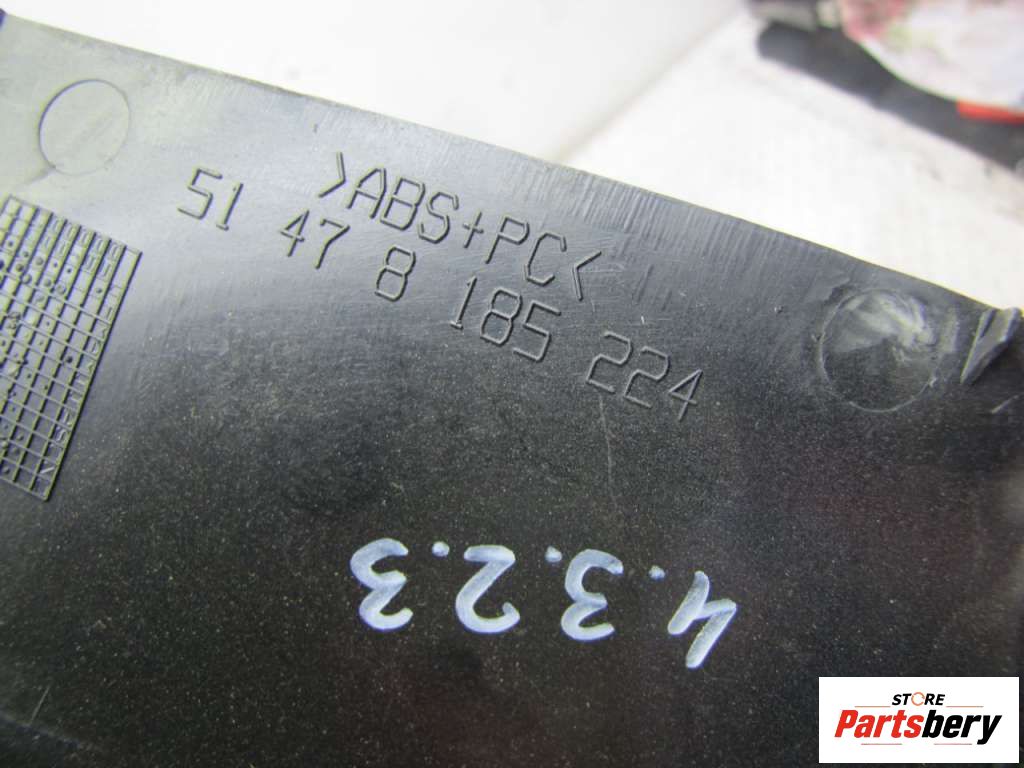 >ABS+PC<
51 47 8 185 224
4.3.2.3
STORE
Partsbery